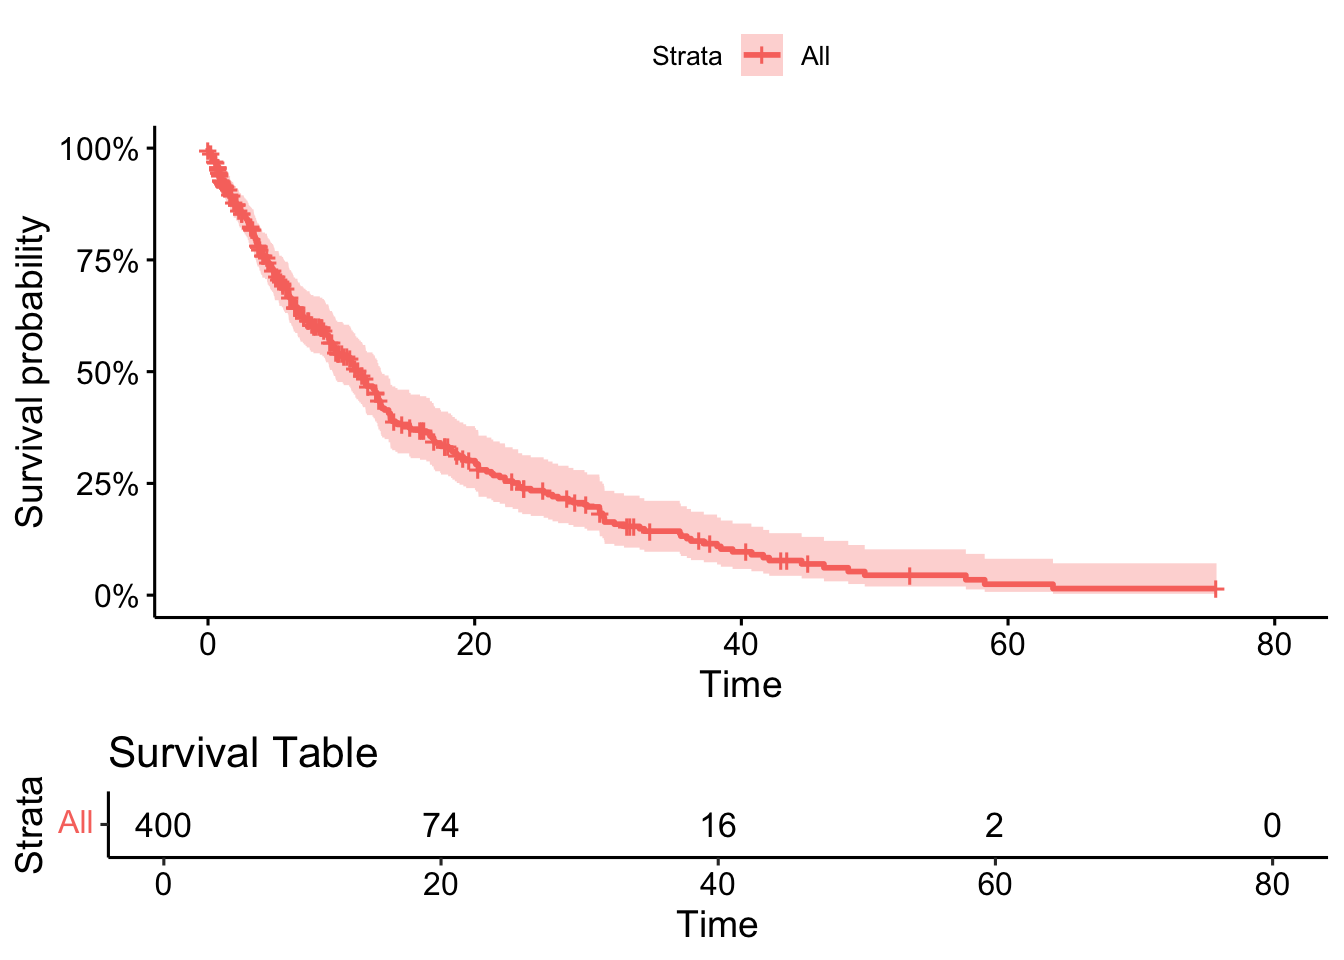 Strata All
Survival probability
100%
75%
50%
25%
0%
0 20 40 60 80
Time
Survival Table
Strata
All 400 74 16 2 0
0 20 40 60 80
Time